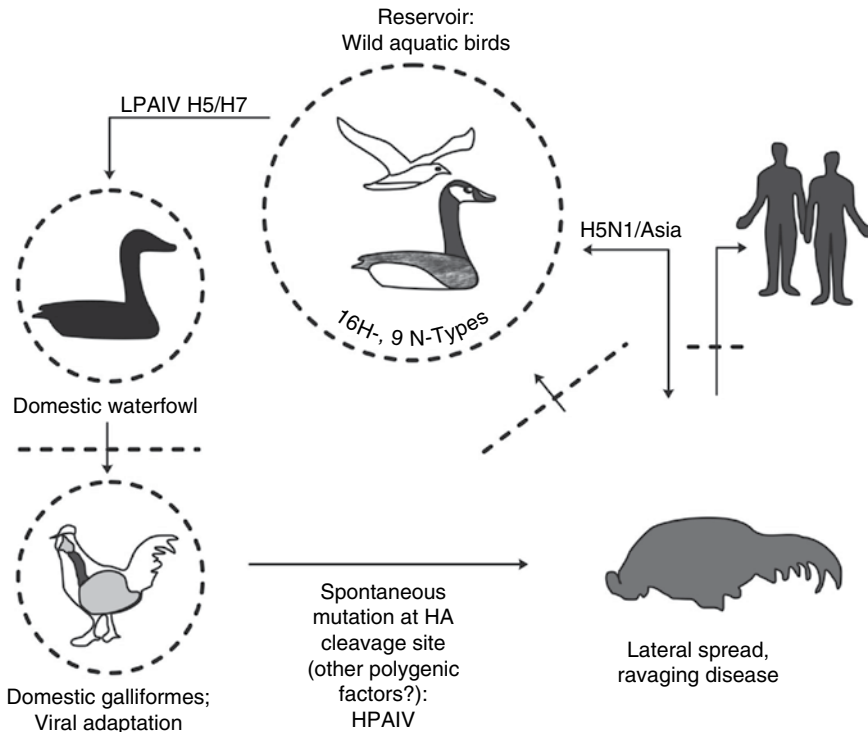 Reservoir:
Wild aquatic birds
LPAIV H5/H7
H5N1/Asia
16H-, 9 N-Types
Domestic waterfowl
Spontaneous
mutation at HA
cleavage site
(other polygenic
factors?):
HPAIV
Lateral spread,
ravaging disease
Domestic galliformes;
Viral adaptation